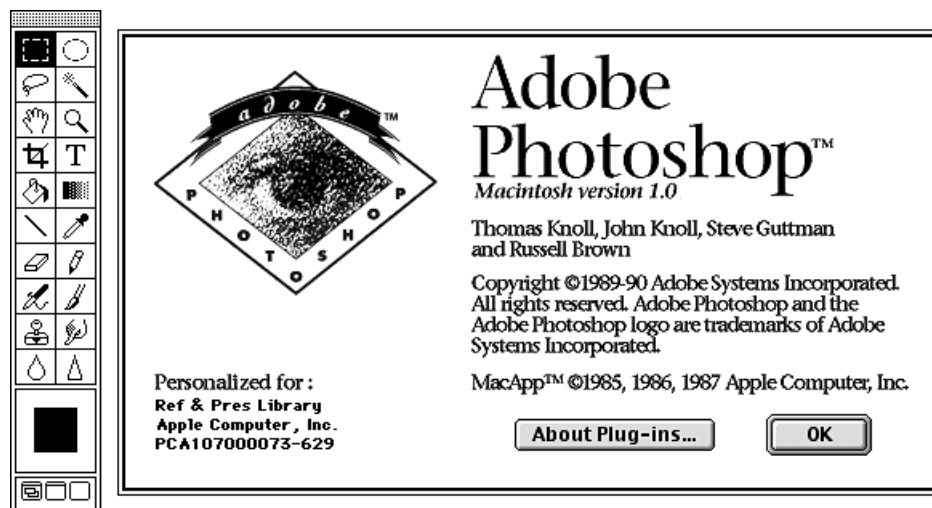 T
adobe™
PHOTOSHOP
Adobe
Photoshop™
Macintosh version 1.0
Thomas Knoll, John Knoll, Steve Guttman
and Russell Brown
Copyright ©1989-90 Adobe Systems Incorporated.
All rights reserved. Adobe Photoshop and the
Adobe Photoshop logo are trademarks of Adobe
Systems Incorporated.
MacApp™ ©1985, 1986, 1987 Apple Computer, Inc.
Personalized for :
Ref & Pres Library
Apple Computer, Inc.
PCA107000073-629
About Plug-ins...
OK